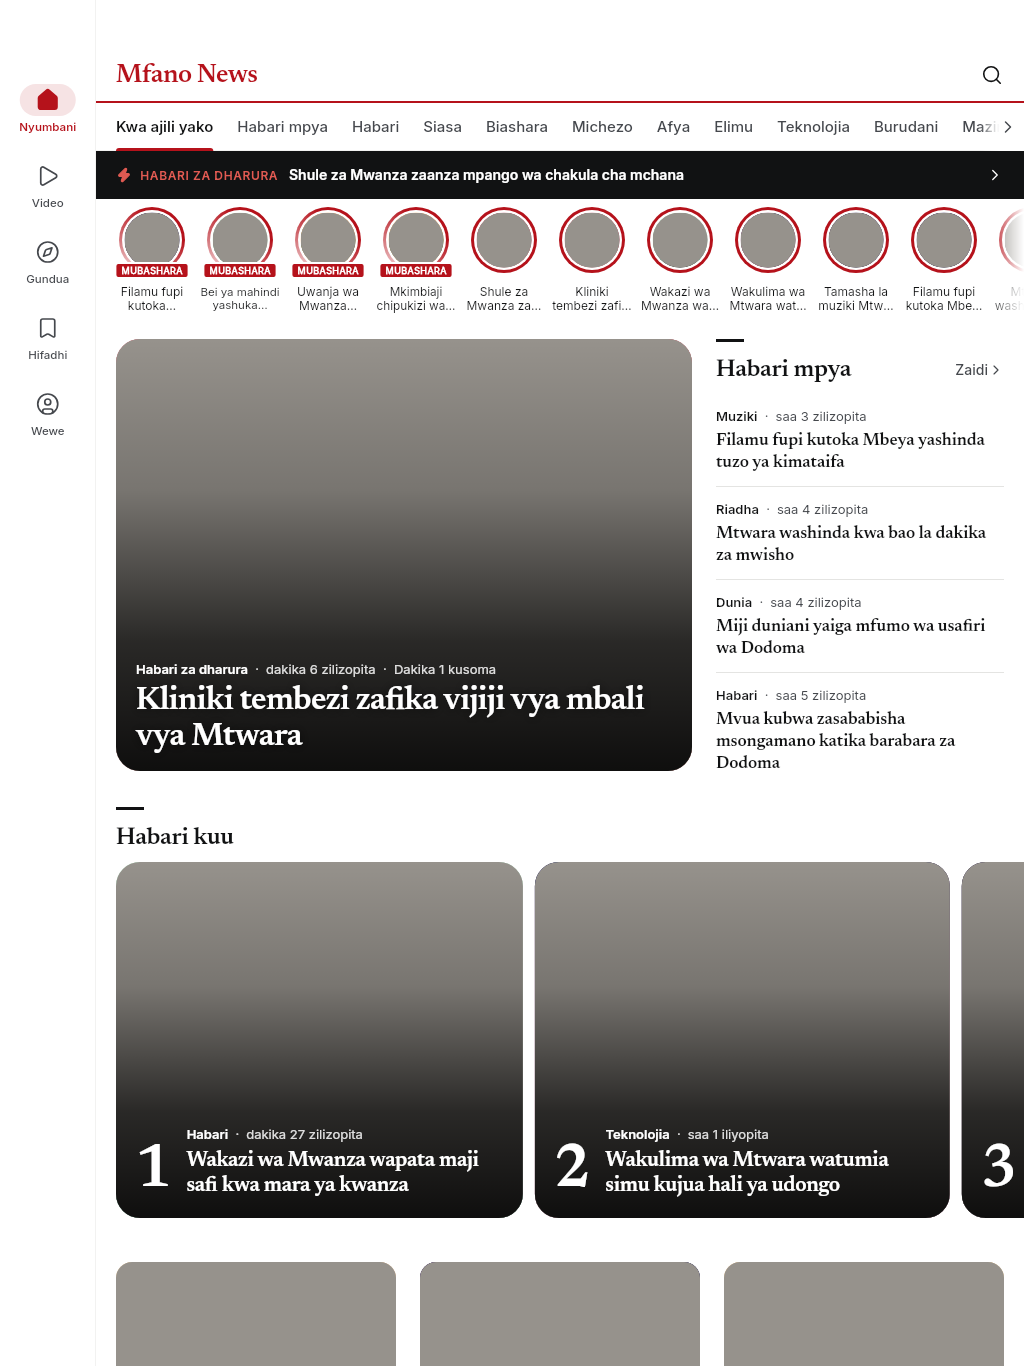 Mfano News
Nyumbani
Video
Gundua
Hifadhi
Wewe
Kwa ajili yako
Habari mpya
Habari
Siasa
Biashara
Michezo
Afya
Elimu
Teknolojia
Burudani
HABARI ZA DHARURA Shule za Mwanza zaanza mpango wa chakula cha mchana
MUBASHARA
Filamu fupi
kutoka...
MUBASHARA
Bei ya mahindi
yashuka...
MUBASHARA
Uwanja wa
Mwanza...
MUBASHARA
Mkimbiaji
chipukizi wa...
Shule za
Mwanza za...
Kliniki
tembezi zafi...
Wakazi wa
Mwanza wa...
Wakulima wa
Mtwara wat...
Tamasha la
muziki Mtw...
Filamu fupi
kutoka Mbe...
Habari za dharura · dakika 6 zilizopita · Dakika 1 kusoma
Kliniki tembezi zafika vijiji vya mbali
vya Mtwara
Habari mpya
Zaidi
Muziki · saa 3 zilizopita
Filamu fupi kutoka Mbeya yashinda
tuzo ya kimataifa
Riadha · saa 4 zilizopita
Mtwara washinda kwa bao la dakika
za mwisho
Dunia · saa 4 zilizopita
Miji duniani yaiga mfumo wa usafiri
wa Dodoma
Habari · saa 5 zilizopita
Mvua kubwa zasababisha
msongamano katika barabara za
Dodoma
Habari kuu
1
Habari · dakika 27 zilizopita
Wakazi wa Mwanza wapata maji
safi kwa mara ya kwanza
2
Teknolojia · saa 1 iliyopita
Wakulima wa Mtwara watumia
simu kujua hali ya udongo
3